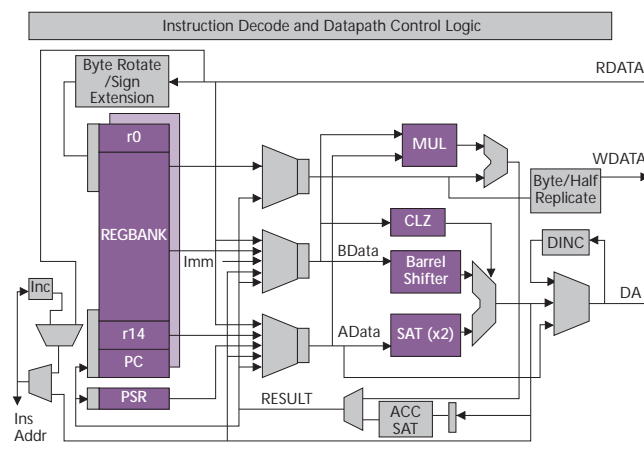 Instruction Decode and Datapath Control Logic
Byte Rotate
/Sign
Extension
RDATA
r0
MUL
WDATA
Byte/Half
Replicate
REGBANK
CLZ
Imm
BData
Barrel
Shifter
DINC
Inc
DA
r14
AData
SAT (x2)
PC
PSR
RESULT
ACC
SAT
Ins
Addr